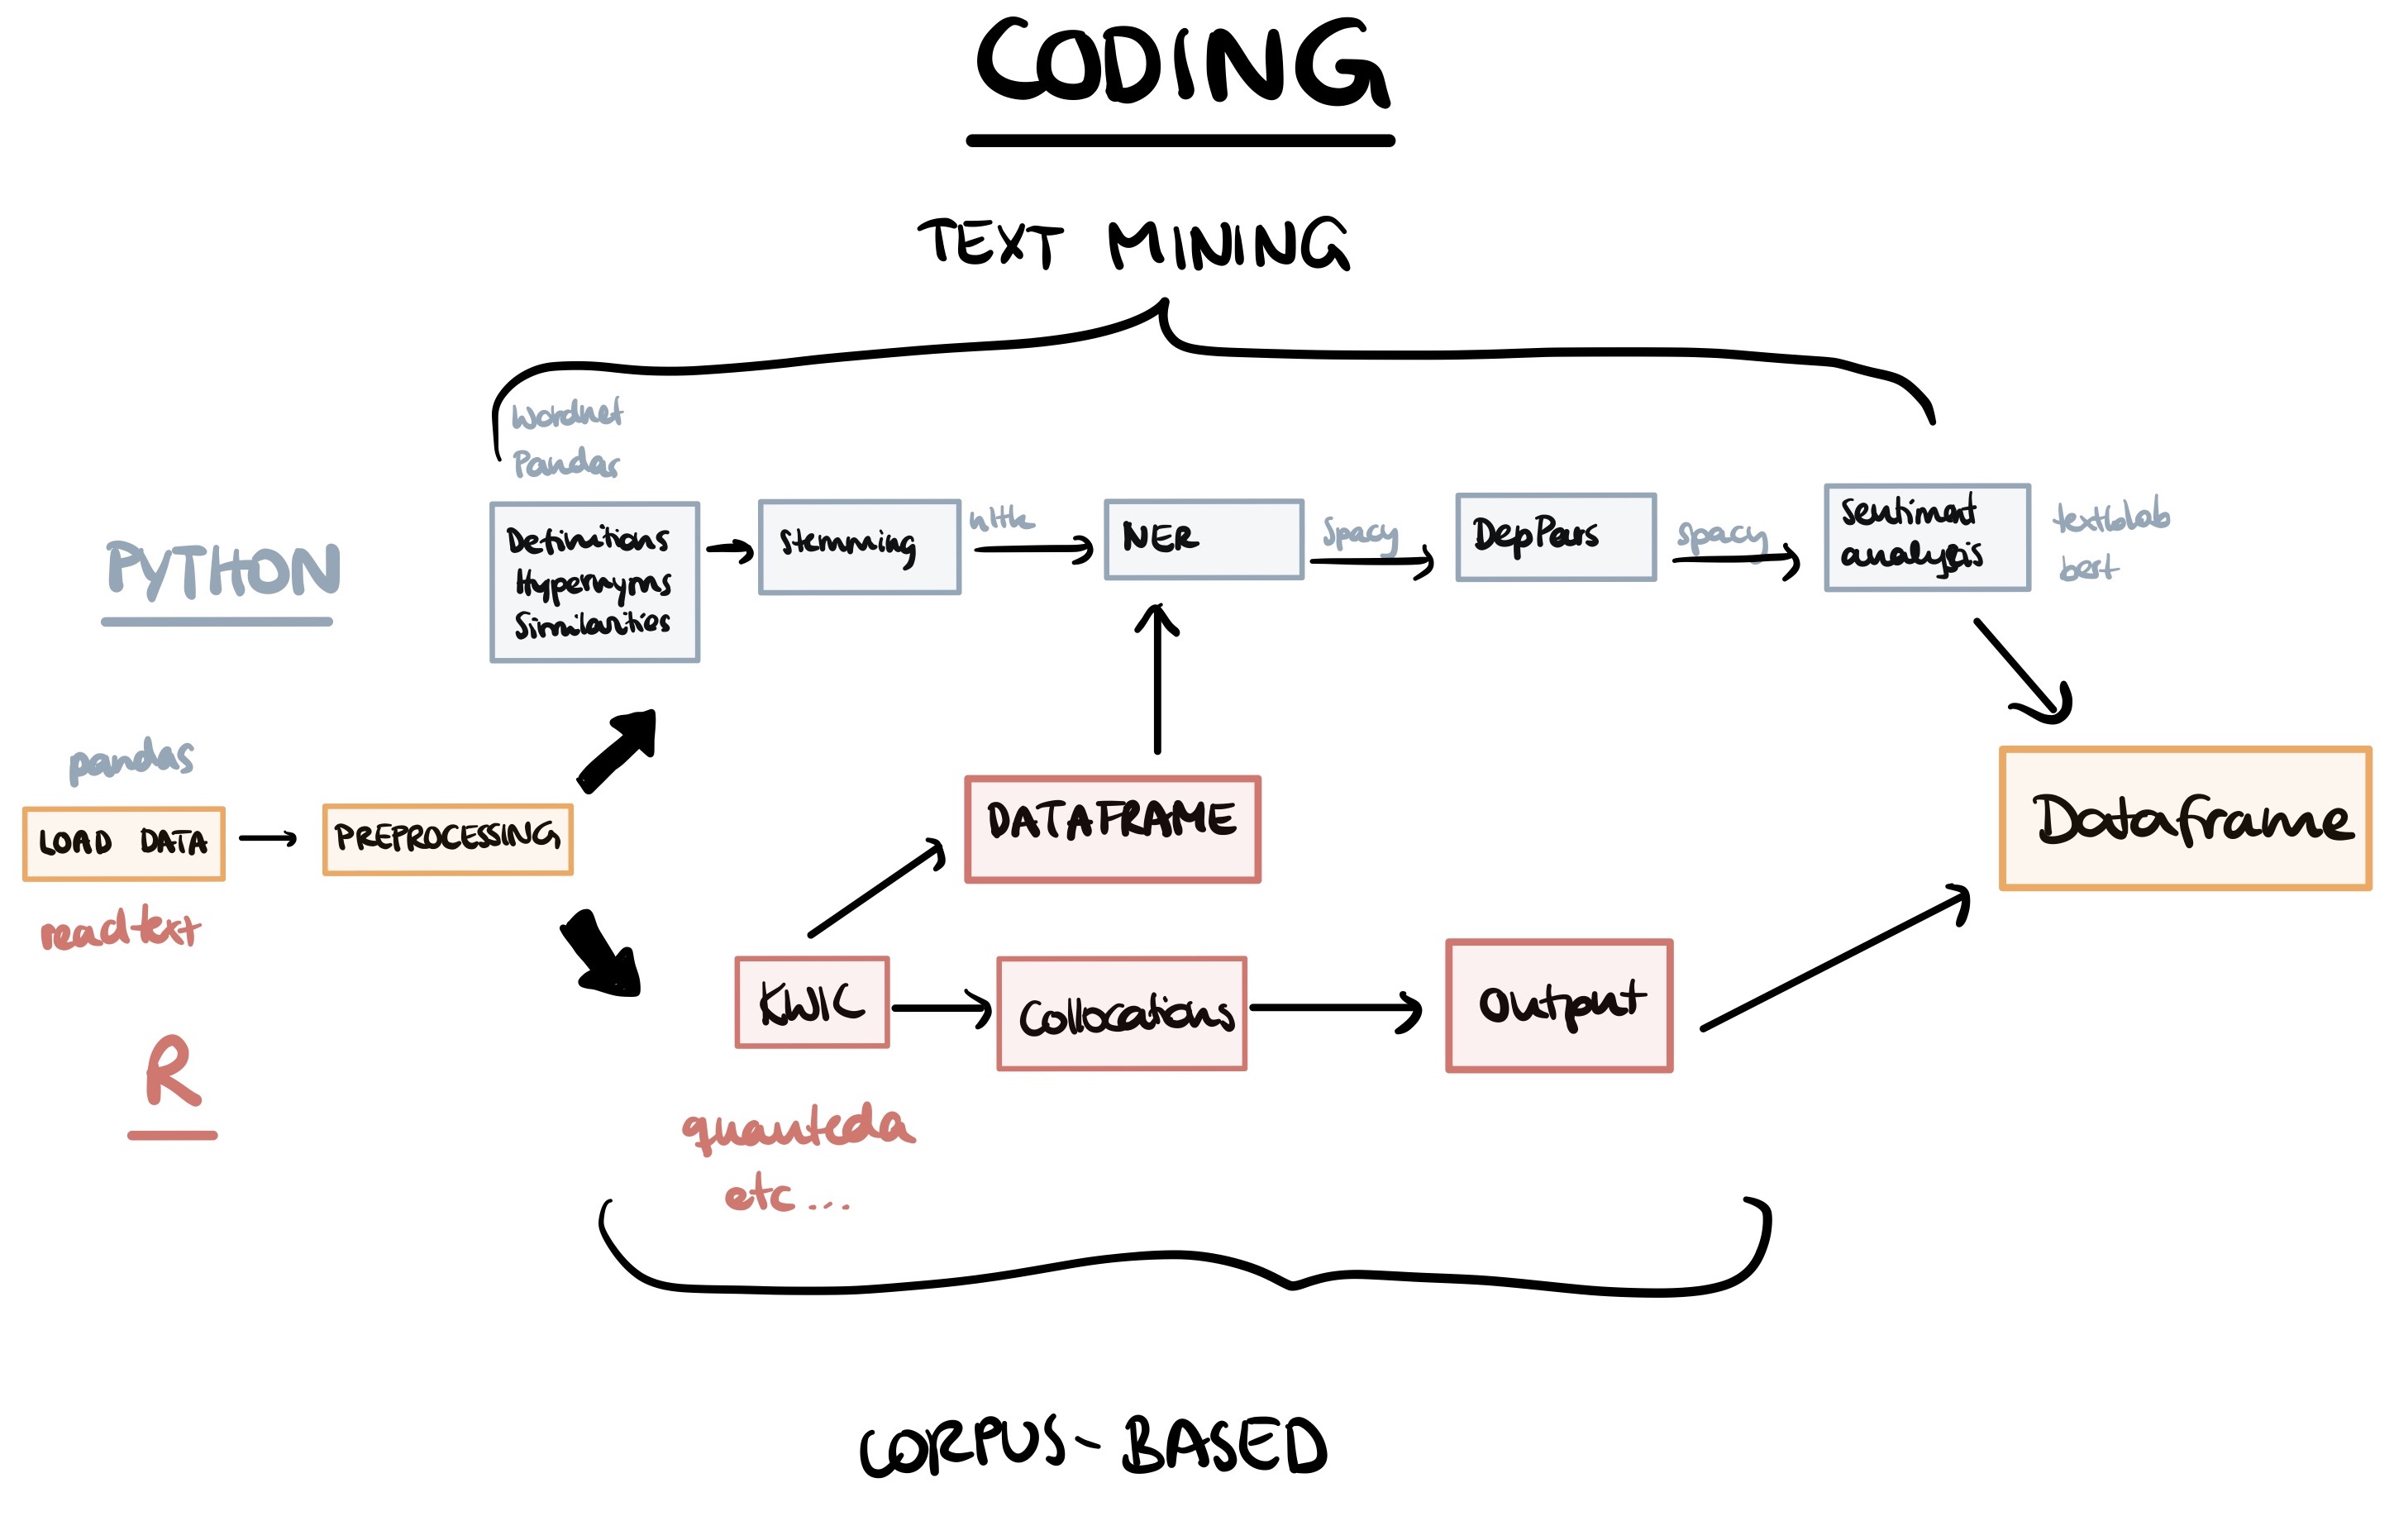 CODING
TEXT MINING
Wordnet
Pandas
Definitions
Hypernyms
Similarities
Stemming
nltk
NER
spacy
DepPars
spacy
Sentimant
analysis
textblob
bert
PYTHON
pandas
LOAD DATA
PREPROCESSING
readtext
DATAFRAME
Dataframe
R
KWIC
Collocations
Output
quanteda
etc...
CORPUS-BASED